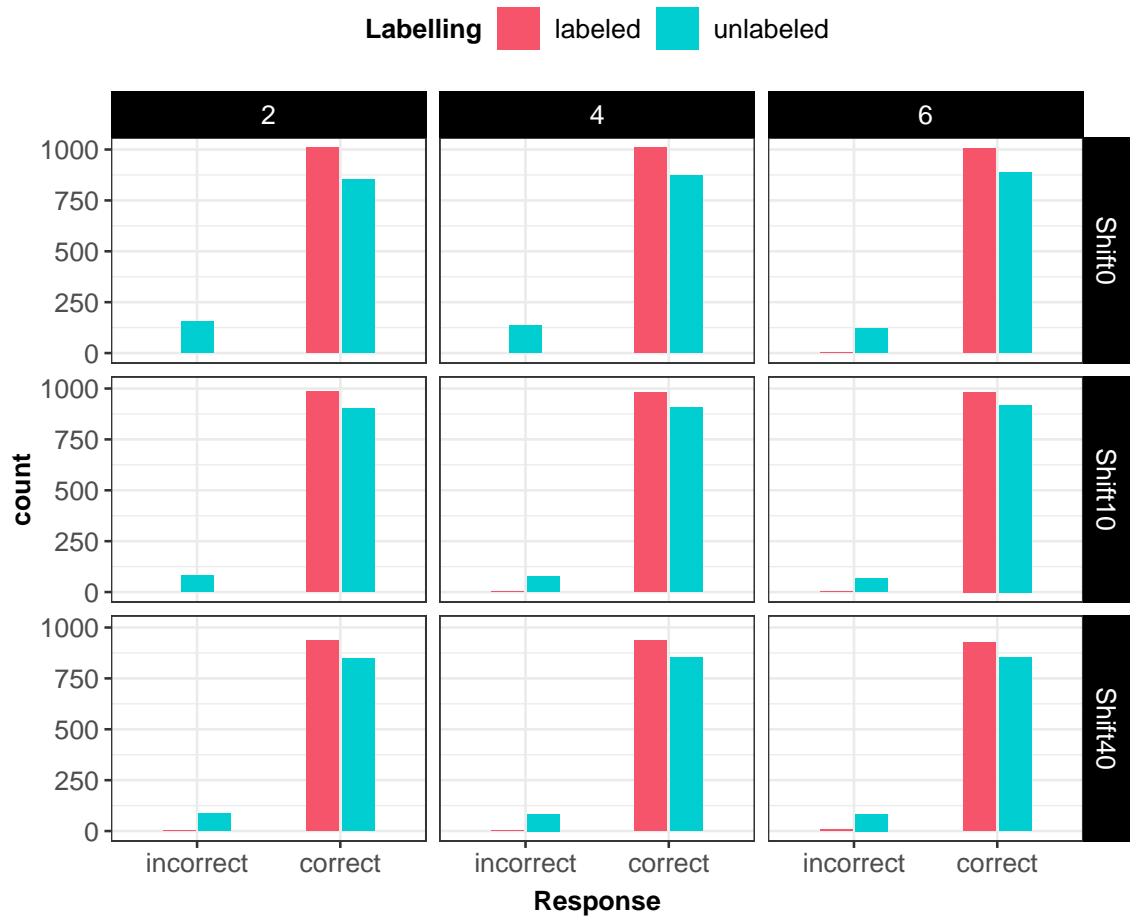 Labelling labeled unlabeled
2 4 6
1000
750
500
250
0
Shift0
1000
750
500
250
0
Shift10
count
1000
750
500
250
0
Shift40
incorrect correct incorrect correct incorrect correct
Response